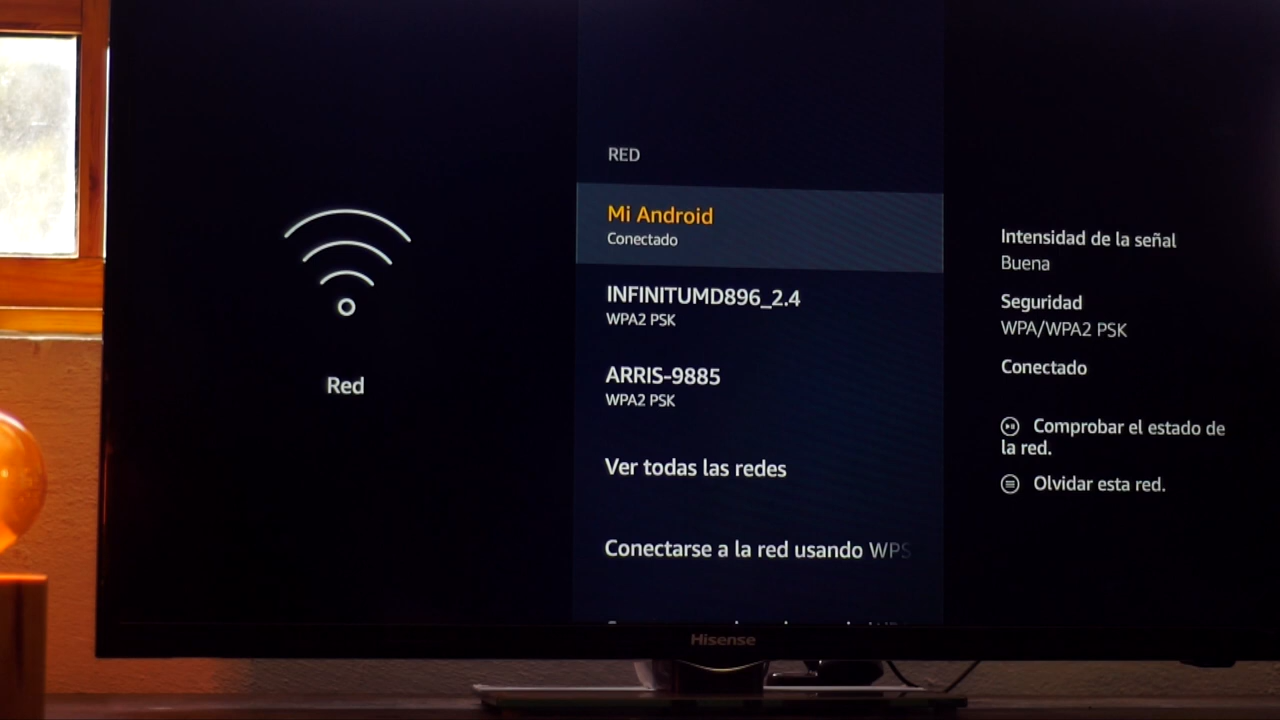 RED
Mi Android
Conectado
INFINITUMD896_2.4
WPA2 PSK
ARRIS-9885
WPA2 PSK
Ver todas las redes
Conectarse a la red usando WPS
Red
Intensidad de la señal
Buena
Seguridad
WPA/WPA2 PSK
Conectado
Comprobar el estado de
la red.
Olvidar esta red.
Hisense